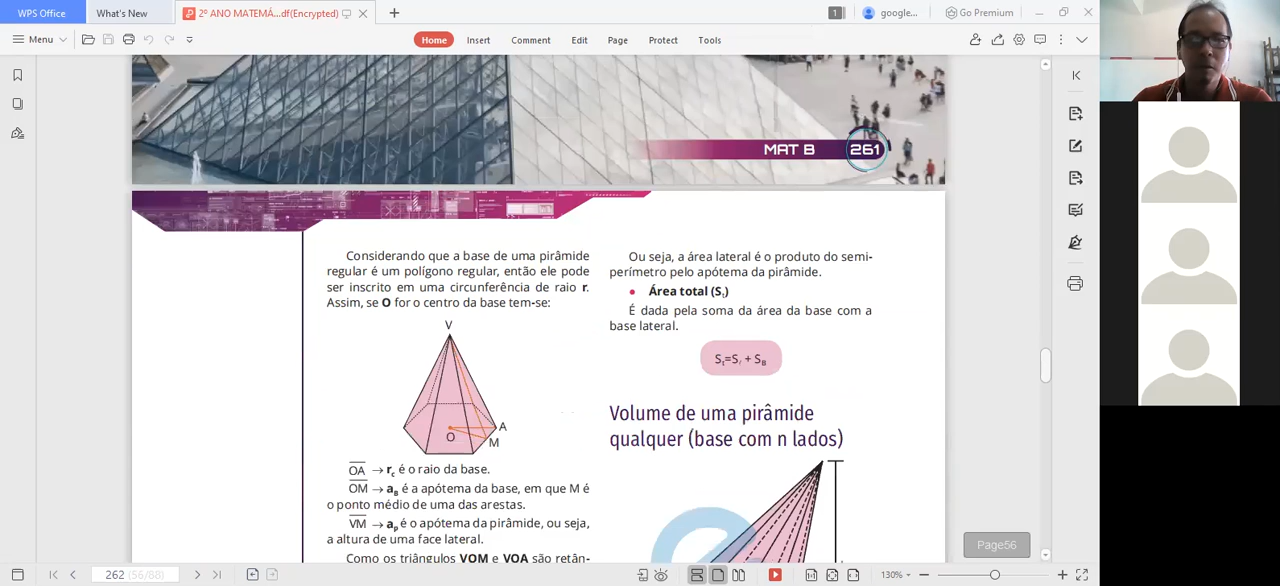 WPS Office
What's New
2º ANO MATEMÁ...df(Encrypted)
1
google...
Go Premium
Menu
Home
Insert
Comment
Edit
Page
Protect
Tools
MAT B 261
Considerando que a base de uma pirâmide
regular é um polígono regular, então ele pode
ser inscrito em uma circunferência de raio r.
Assim, se O for o centro da base tem-se:
V
A
O
M
OA → rc é o raio da base.
OM → aB é a apótema da base, em que M é
o ponto médio de uma das arestas.
VM → ap é o apótema da pirâmide, ou seja,
a altura de uma face lateral.
Como os triângulos VOM e VOA são retân-
Ou seja, a área lateral é o produto do semi-
perímetro pelo apótema da pirâmide.
• Área total (St)
É dada pela soma da área da base com a
base lateral.
St=Sℓ + SB
Volume de uma pirâmide
qualquer (base com n lados)
Page56
262 (56/88)
130%